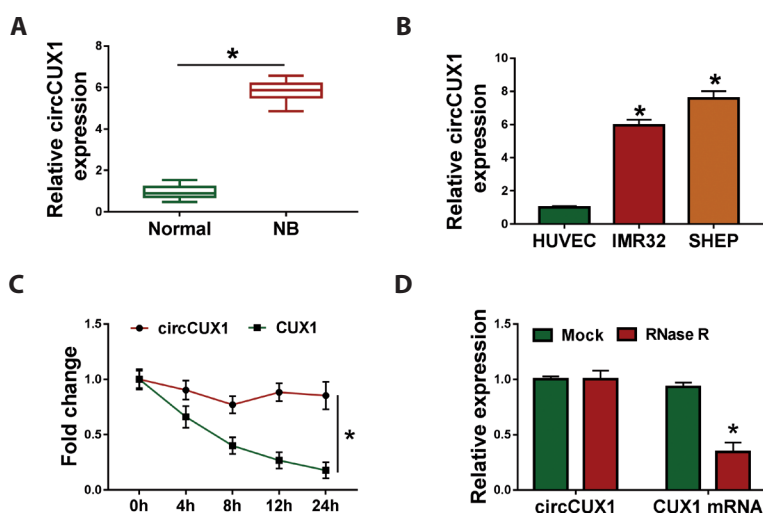 A
Relative circCUX1
expression
8
6
4
2
0
*
Normal NB
B
Relative circCUX1
expression
10
8
6
4
2
0
*
*
HUVEC IMR32 SHEP
C
Fold change
1.5
1.0
0.5
0.0
circCUX1 CUX1
*
0h 4h 8h 12h 24h
D
Relative expression
1.5
1.0
0.5
0.0
Mock RNase R
*
circCUX1 CUX1 mRNA